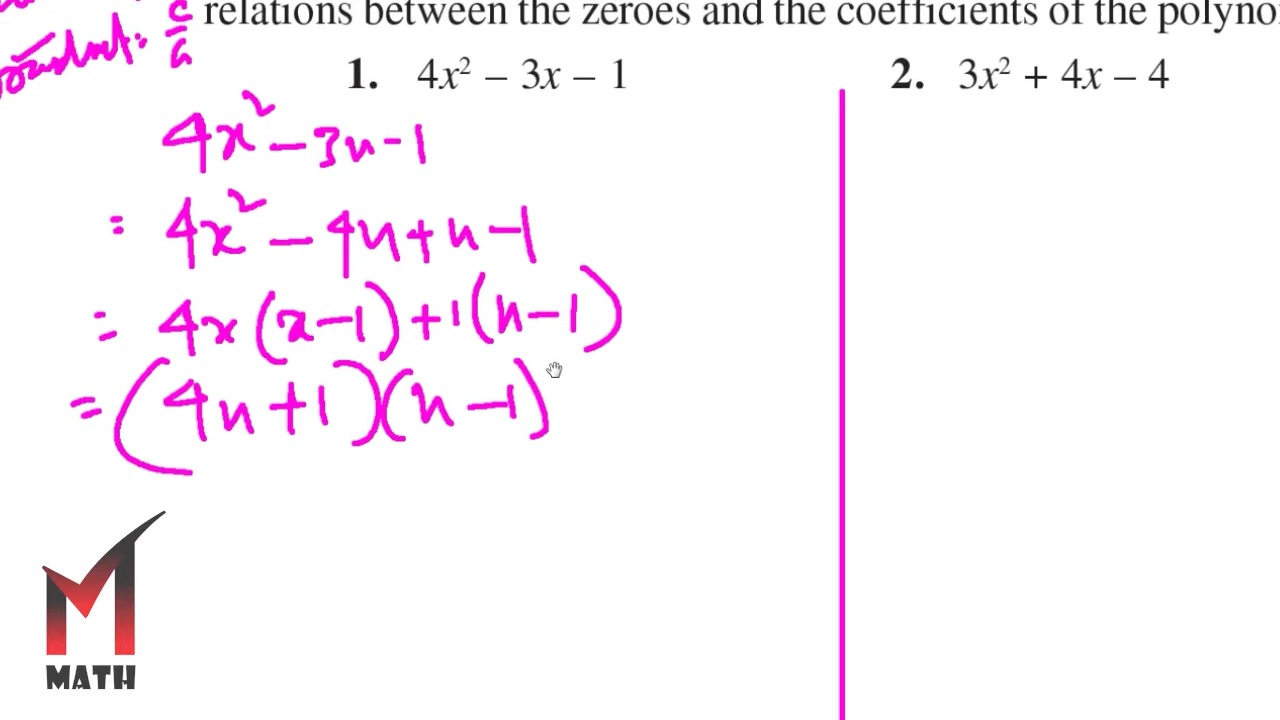 relations between the zeroes and the coefficients of the polyno
product: c/a
1. 4x² – 3x – 1
2. 3x² + 4x – 4
4x² - 3x - 1
= 4x² - 4x + x - 1
= 4x(x-1) + 1(x-1)
= (4x+1)(x-1)
MATH